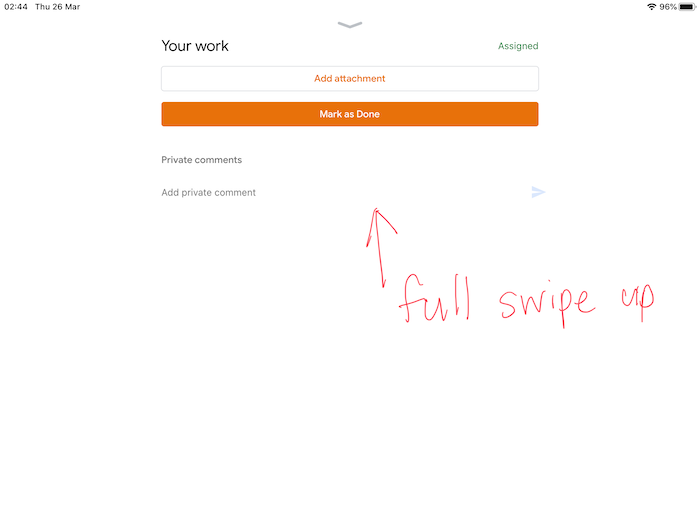 02:44 Thu 26 Mar 96%
Your work Assigned
Add attachment
Mark as Done
Private comments
Add private comment
full swipe up